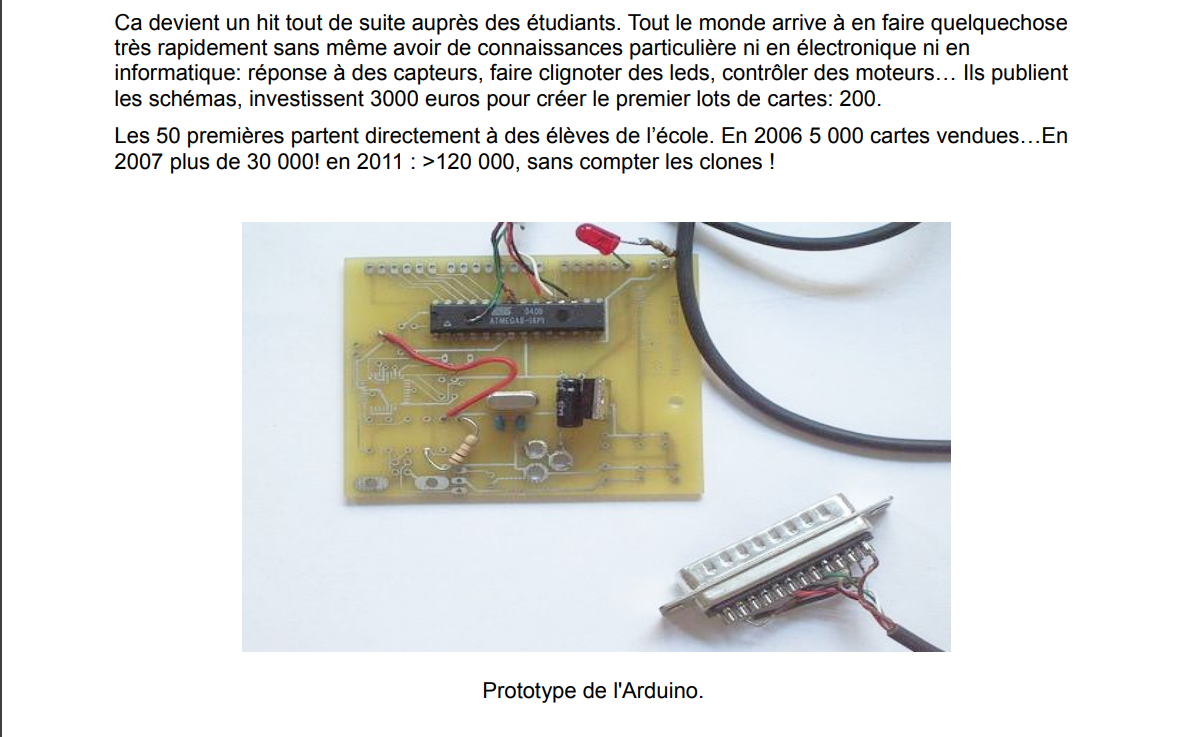 Ca devient un hit tout de suite auprès des étudiants. Tout le monde arrive à en faire quelquechose
très rapidement sans même avoir de connaissances particulière ni en électronique ni en
informatique: réponse à des capteurs, faire clignoter des leds, contrôler des moteurs… Ils publient
les schémas, investissent 3000 euros pour créer le premier lots de cartes: 200.
Les 50 premières partent directement à des élèves de l’école. En 2006 5 000 cartes vendues…En
2007 plus de 30 000! en 2011 : >120 000, sans compter les clones !
Prototype de l'Arduino.